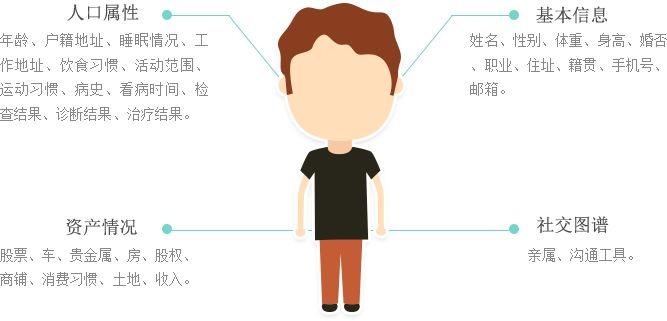 人口属性
年龄、户籍地址、睡眠情况、工
作地址、饮食习惯、活动范围、
运动习惯、病史、看病时间、检
查结果、诊断结果、治疗结果。
基本信息
姓名、性别、体重、身高、婚否
、职业、住址、籍贯、手机号、
邮箱。
资产情况
股票、车、贵金属、房、股权、
商铺、消费习惯、土地、收入。
社交图谱
亲属、沟通工具。